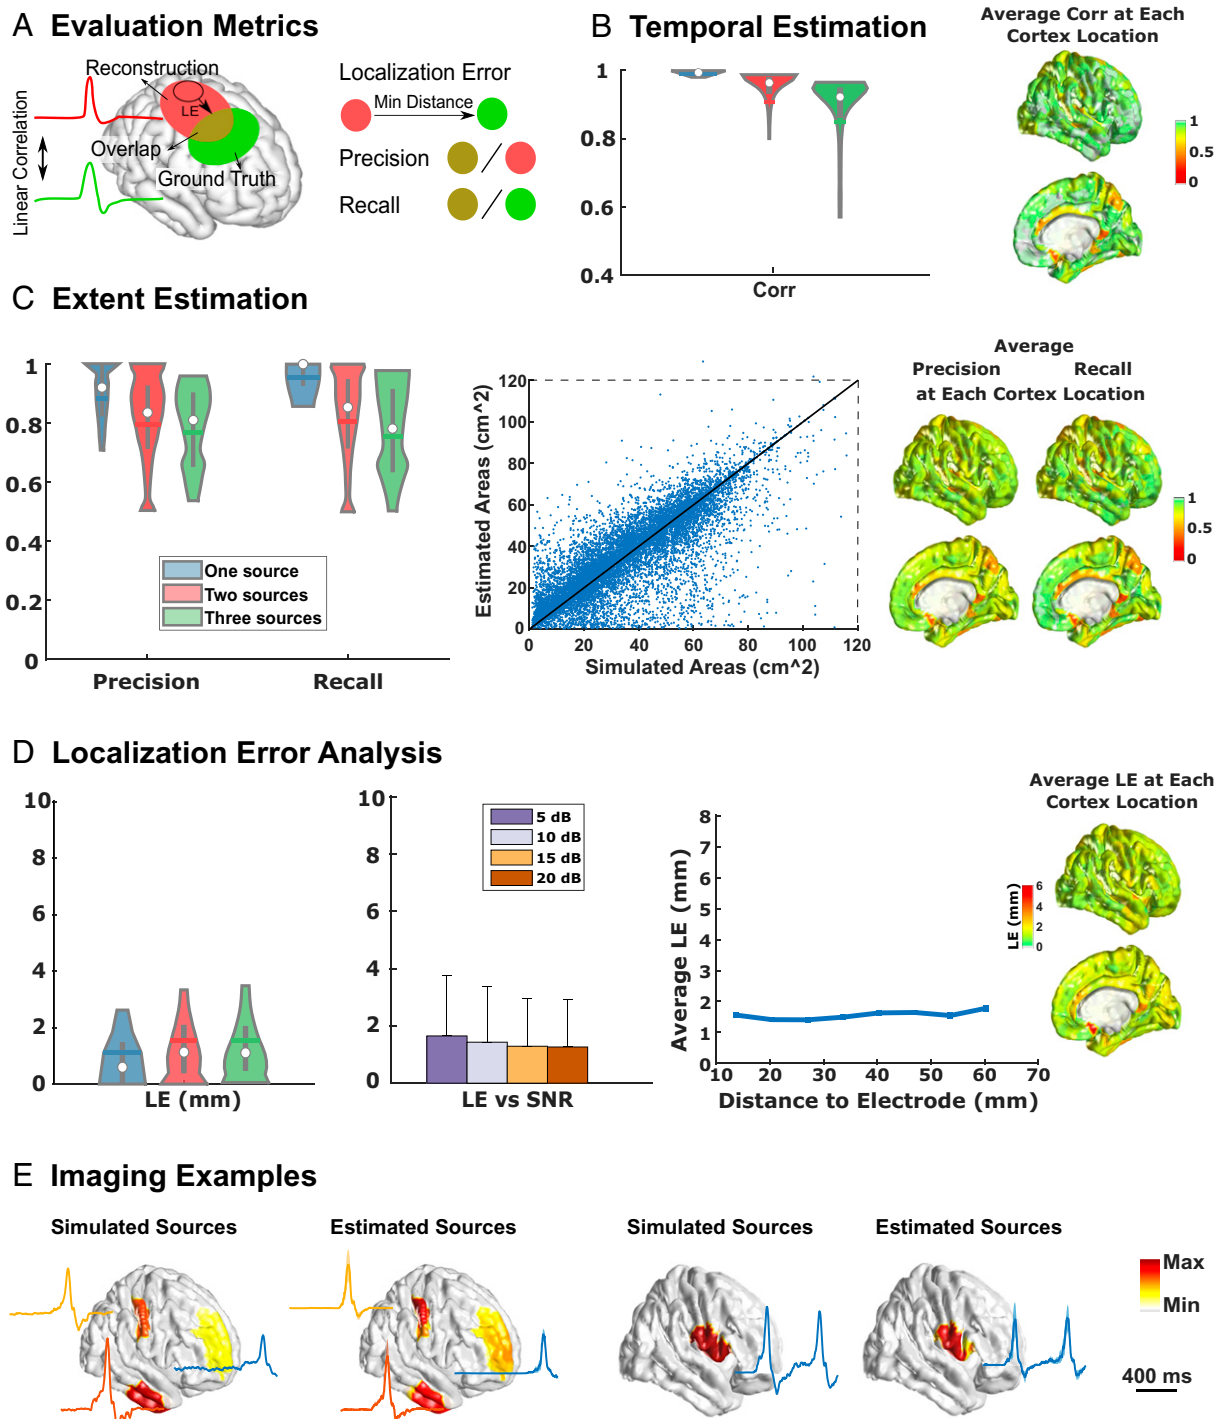 A Evaluation Metrics
Reconstruction
LE
Overlap
Ground Truth
Linear Correlation
Localization Error
Min Distance
Precision
/
Recall
/
B Temporal Estimation
1
0.8
0.6
0.4
Corr
Average Corr at Each
Cortex Location
1
0.5
0
C Extent Estimation
1
0.8
0.6
0.4
0.2
0
One source
Two sources
Three sources
Precision Recall
Estimated Areas (cm^2)
120
100
80
60
40
20
0
0 20 40 60 80 100 120
Simulated Areas (cm^2)
Average
Precision Recall
at Each Cortex Location
1
0.5
0
D Localization Error Analysis
10
8
6
4
2
0
LE (mm)
10
8
6
4
2
0
5 dB
10 dB
15 dB
20 dB
LE vs SNR
Average LE (mm)
8
7
6
5
4
3
2
1
0
10 20 30 40 50 60 70
Distance to Electrode (mm)
Average LE at Each
Cortex Location
LE (mm)
6
4
2
0
E Imaging Examples
Simulated Sources Estimated Sources Simulated Sources Estimated Sources
Max
Min
400 ms